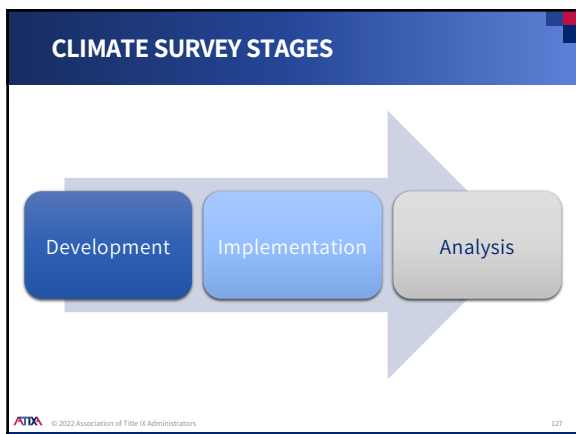 CLIMATE SURVEY STAGES
Development
Implementation
Analysis
ATIXA © 2022 Association of Title IX Administrators
127